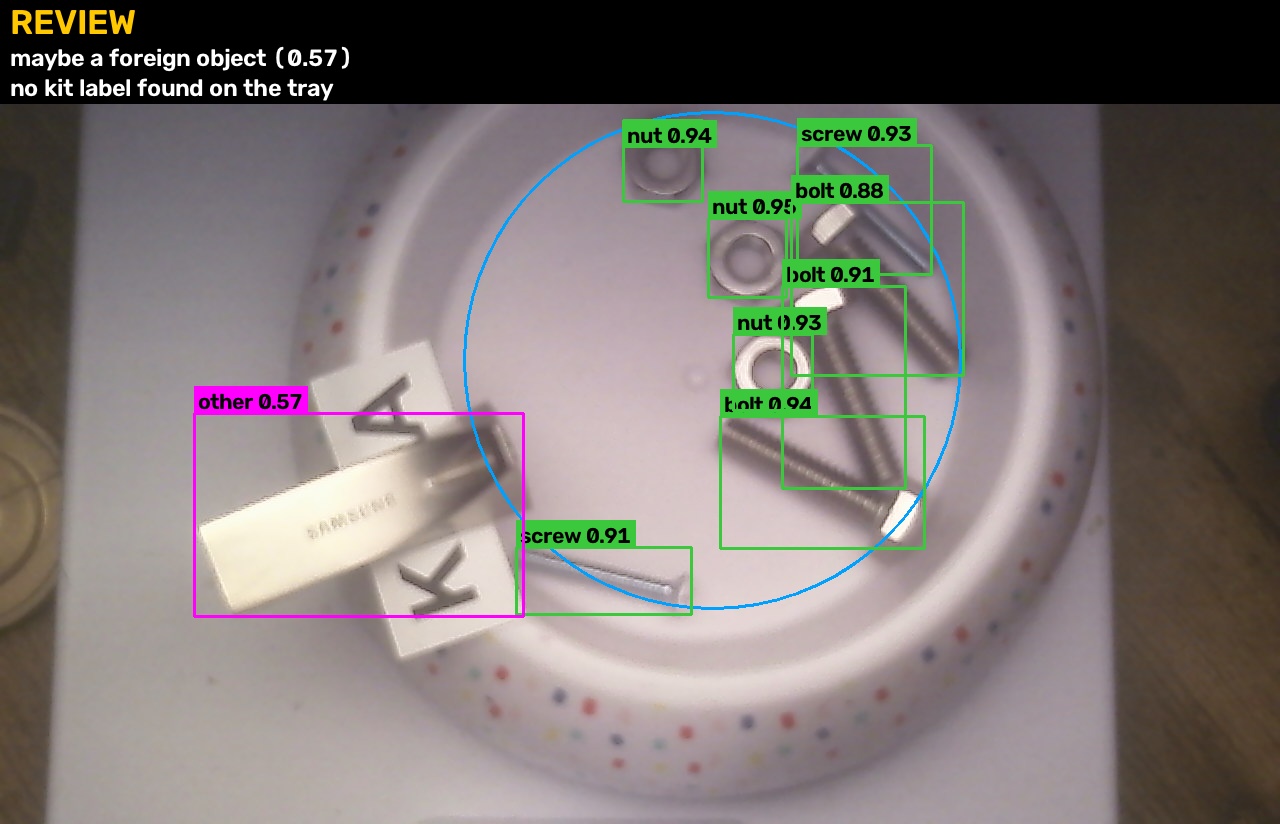 REVIEW
maybe a foreign object (0.57)
no kit label found on the tray
nut 0.94
screw 0.93
bolt 0.88
nut 0.95
bolt 0.91
nut 0.93
bolt 0.94
other 0.57
A
SAMSUNG
screw 0.91
K